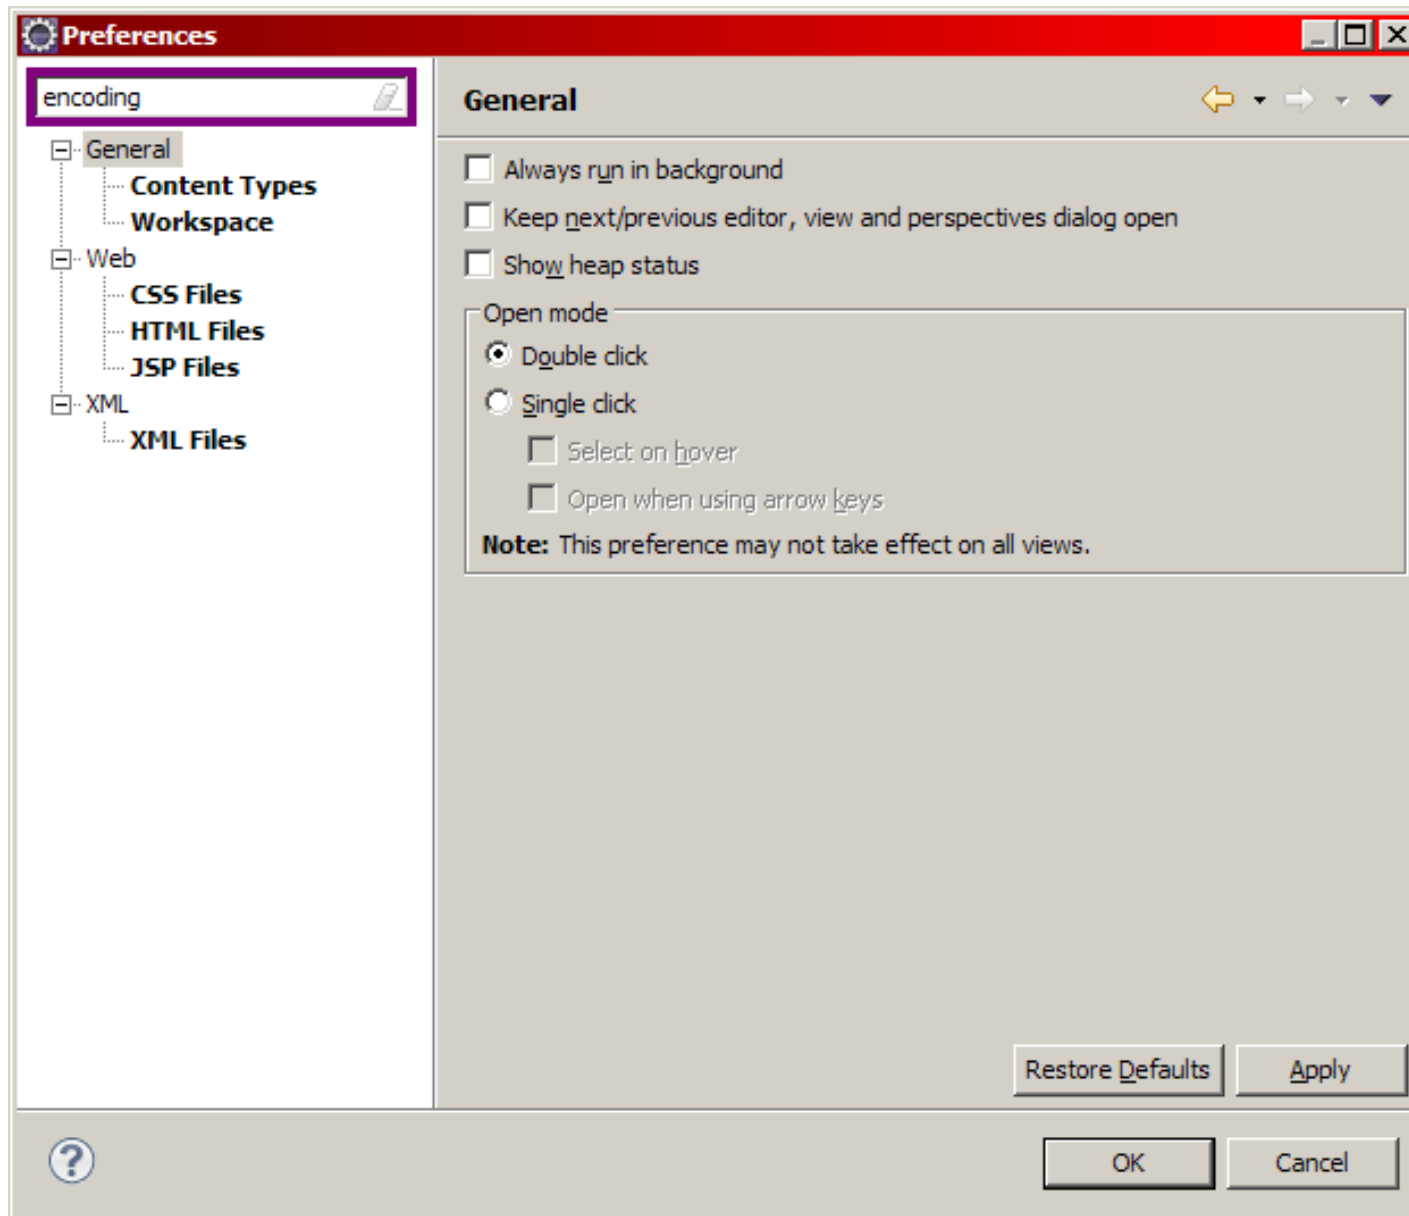 Preferences
encoding
General
Content Types
Workspace
Web
CSS Files
HTML Files
JSP Files
XML
XML Files
General
Always run in background
Keep next/previous editor, view and perspectives dialog open
Show heap status
Open mode
Double click
Single click
Select on hover
Open when using arrow keys
Note: This preference may not take effect on all views.
Restore Defaults
Apply
?
OK
Cancel